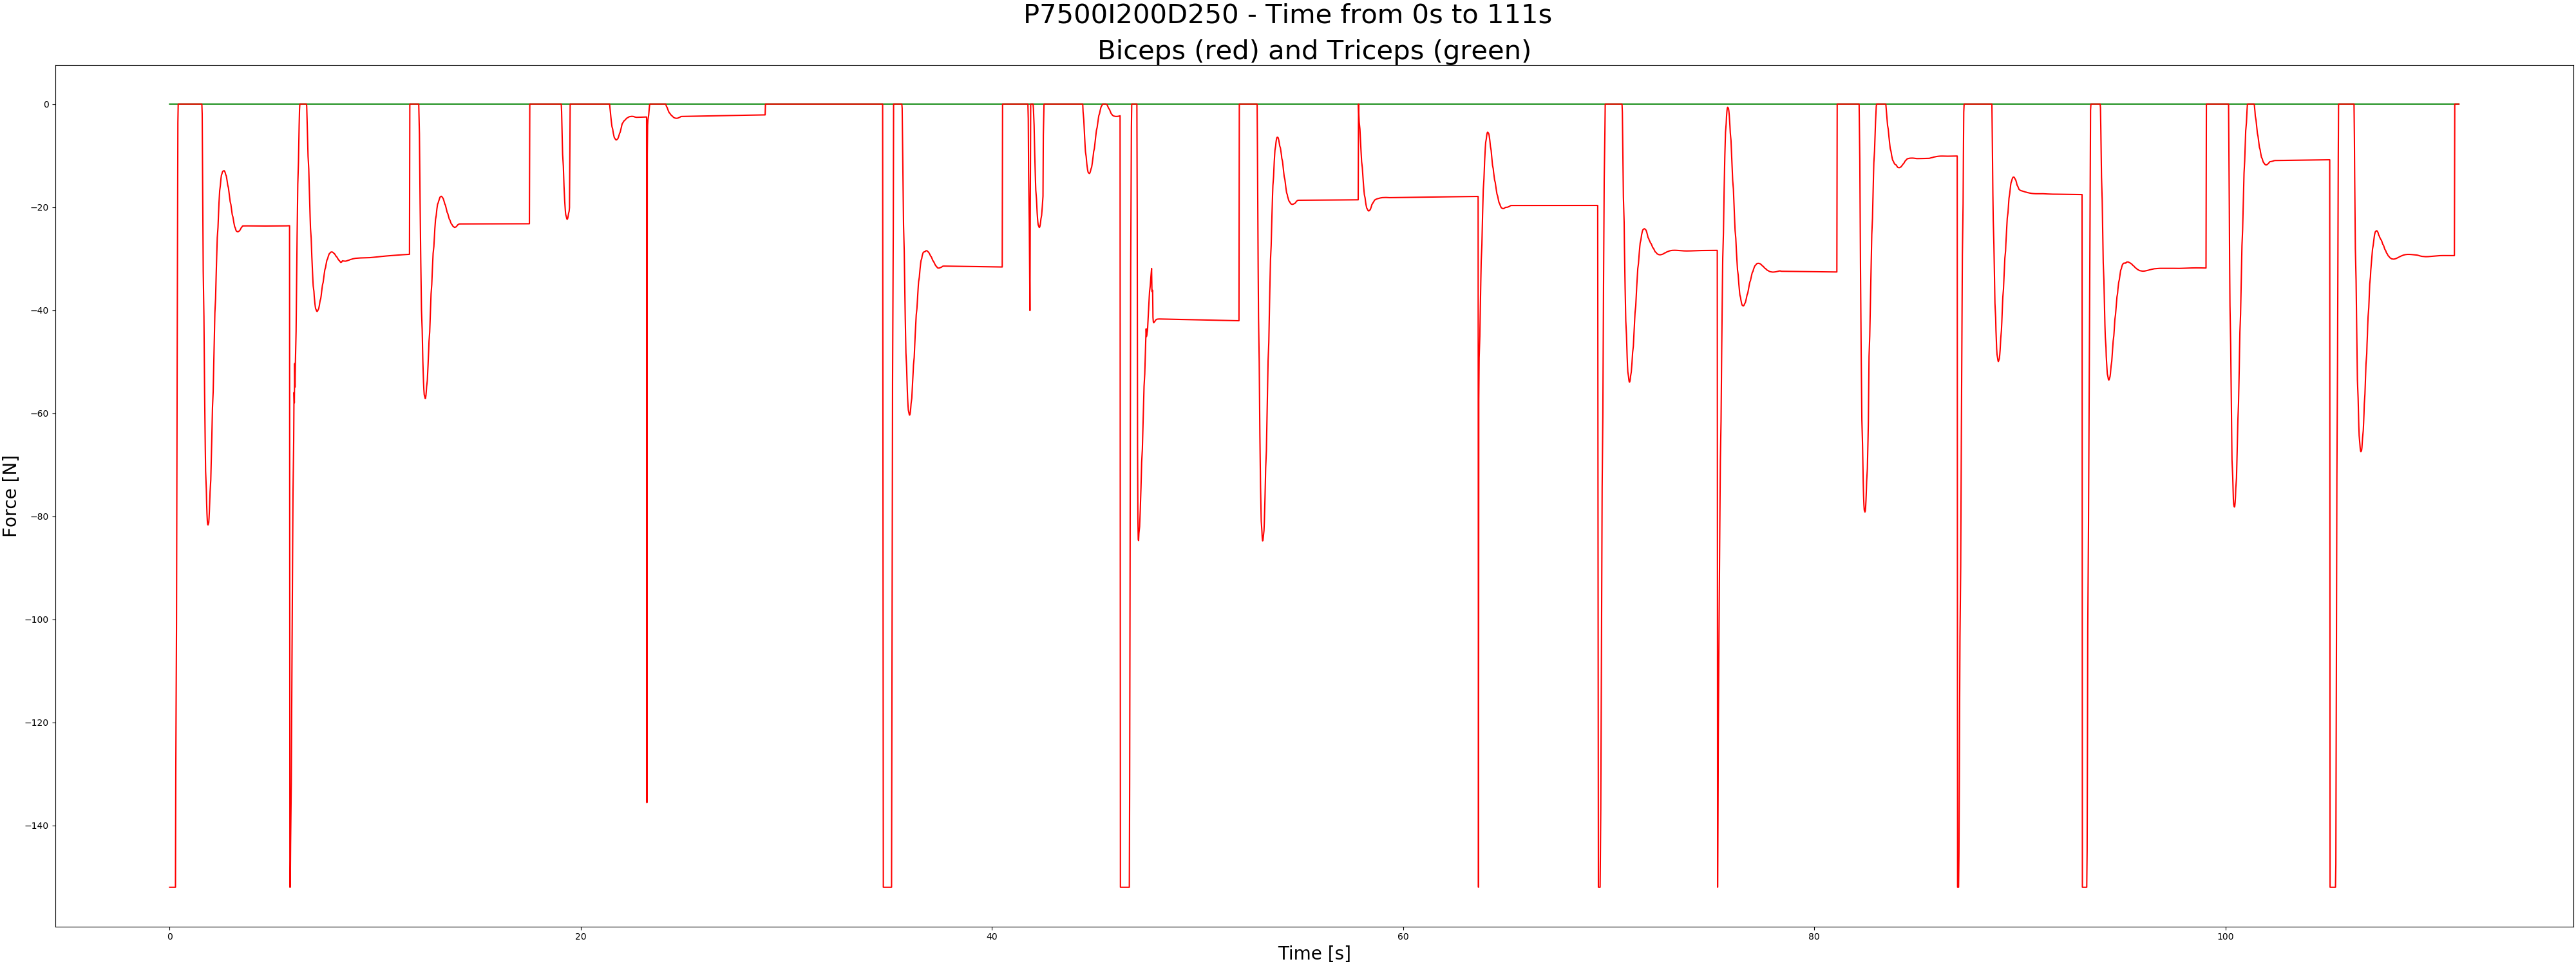 P7500I200D250 - Time from 0s to 111s
Biceps (red) and Triceps (green)
0
−20
−40
−60
−80
−100
−120
−140
Force [N]
0 20 40 60 80 100
Time [s]